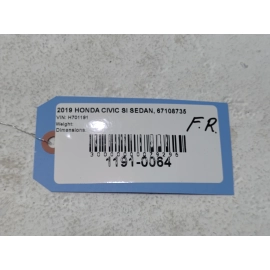 2019 HONDA CIVIC SI SEDAN, 67108735
VIN: H701191
Weight:
Dimensions:
F.R.
1191-0064